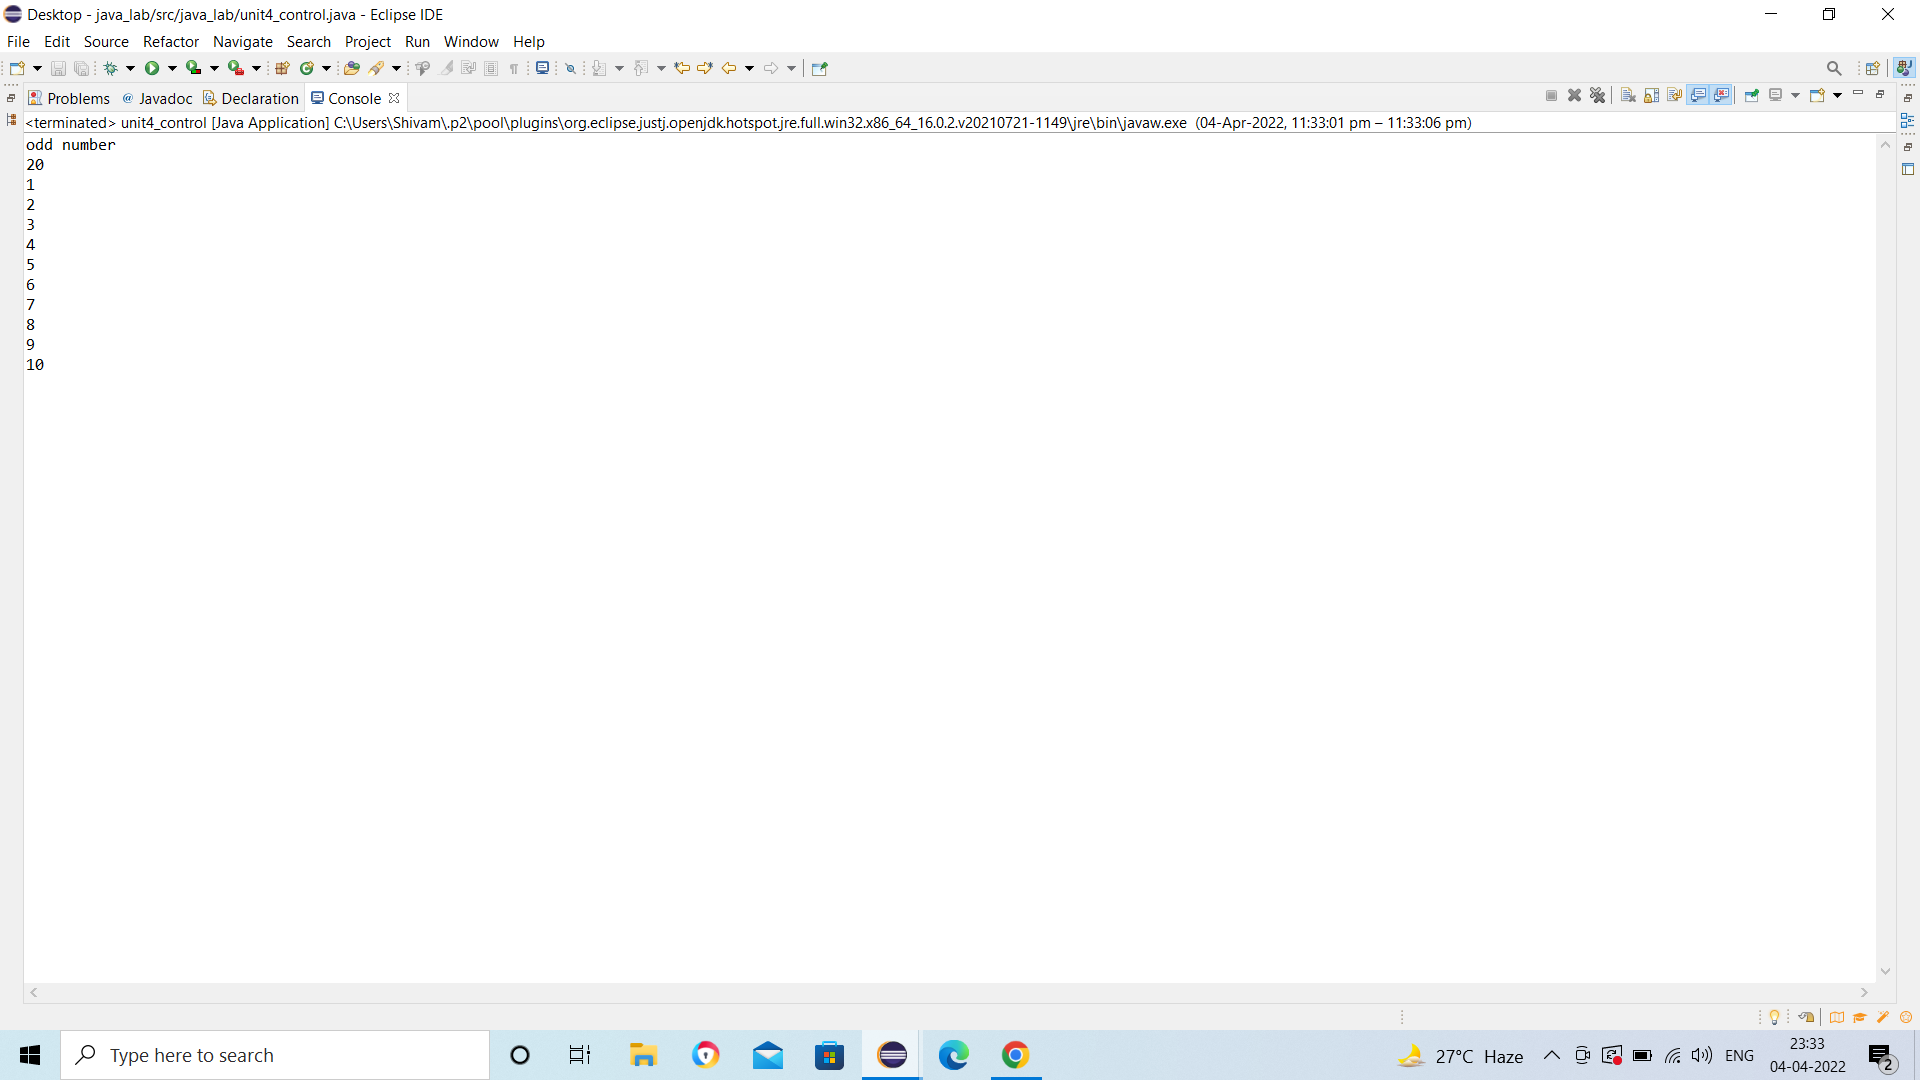 Desktop - java_lab/src/java_lab/unit4_control.java - Eclipse IDE
File Edit Source Refactor Navigate Search Project Run Window Help
Problems @ Javadoc Declaration Console
<terminated> unit4_control [Java Application] C:\Users\Shivam\.p2\pool\plugins\org.eclipse.justj.openjdk.hotspot.jre.full.win32.x86_64_16.0.2.v20210721-1149\jre\bin\javaw.exe (04-Apr-2022, 11:33:01 pm – 11:33:06 pm)
odd number
20
1
2
3
4
5
6
7
8
9
10
Type here to search
27°C Haze
ENG
23:33
04-04-2022
2